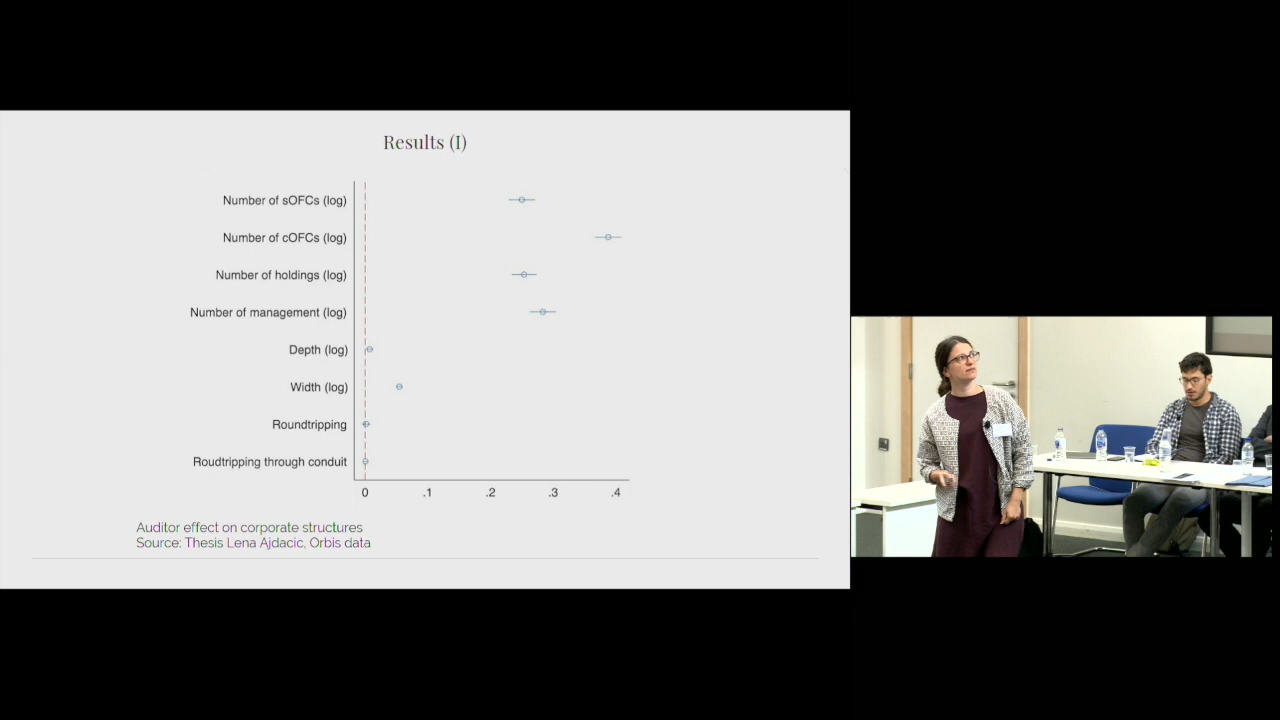 Results (I)
Number of sOFCs (log)
Number of cOFCs (log)
Number of holdings (log)
Number of management (log)
Depth (log)
Width (log)
Roundtripping
Roudtripping through conduit
0 .1 .2 .3 .4
Auditor effect on corporate structures
Source: Thesis Lena Ajdacic, Orbis data